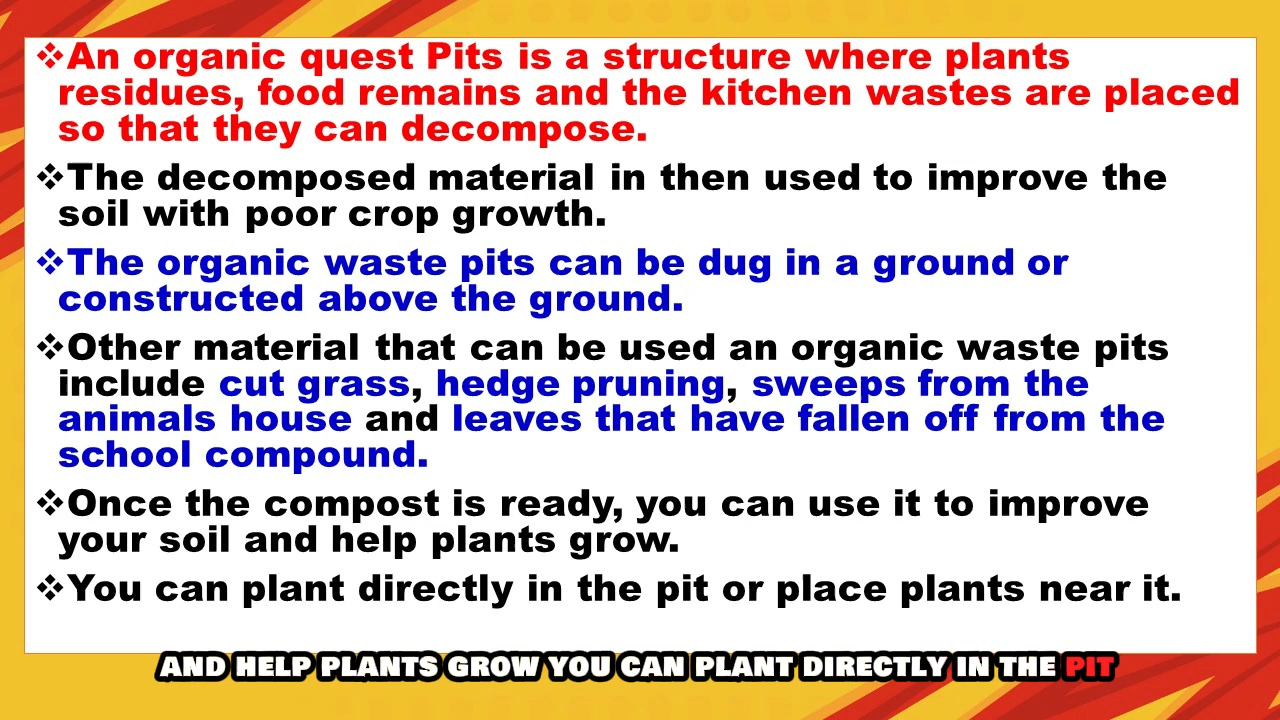 ❖An organic quest Pits is a structure where plants
residues, food remains and the kitchen wastes are placed
so that they can decompose.
❖The decomposed material in then used to improve the
soil with poor crop growth.
❖The organic waste pits can be dug in a ground or
constructed above the ground.
❖Other material that can be used an organic waste pits
include cut grass, hedge pruning, sweeps from the
animals house and leaves that have fallen off from the
school compound.
❖Once the compost is ready, you can use it to improve
your soil and help plants grow.
❖You can plant directly in the pit or place plants near it.
AND HELP PLANTS GROW YOU CAN PLANT DIRECTLY IN THE PIT